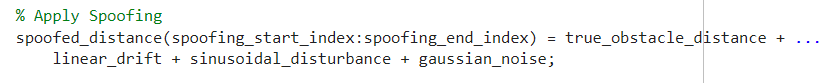 % Apply Spoofing
spoofed_distance(spoofing_start_index:spoofing_end_index) = true_obstacle_distance + ...
linear_drift + sinusoidal_disturbance + gaussian_noise;